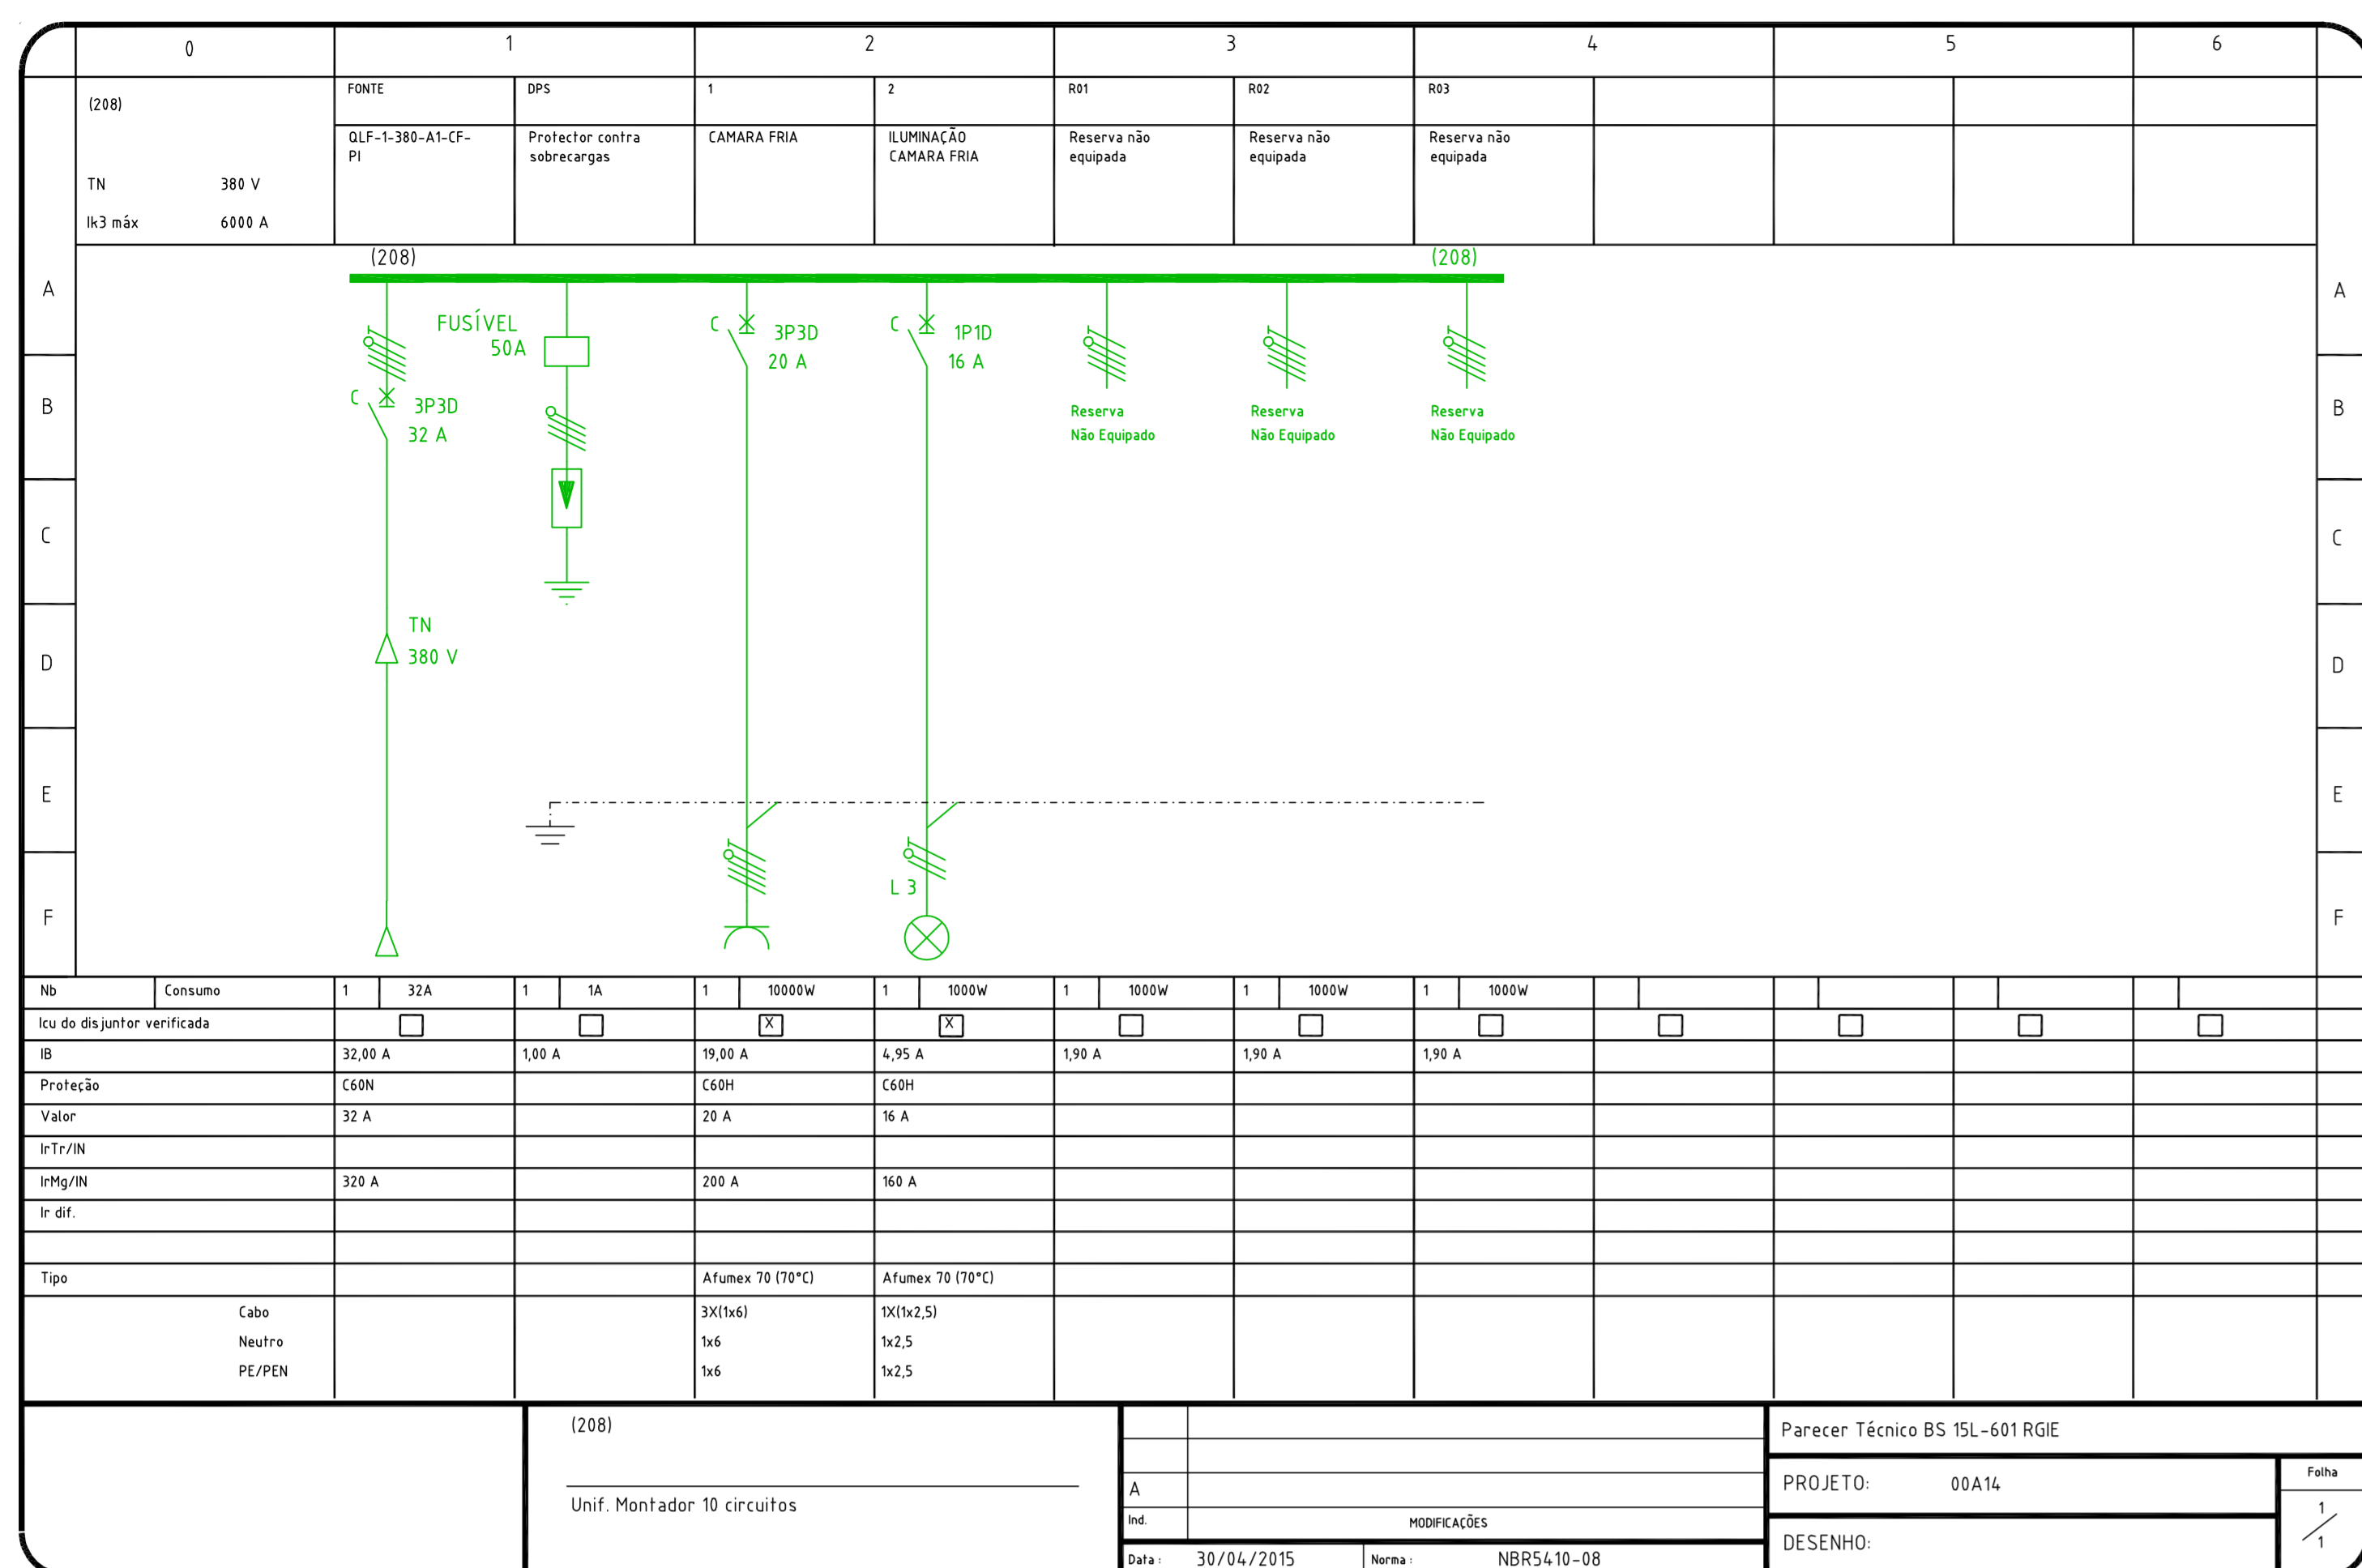 0 1 2 3 4 5 6
(208)
TN 380 V
Ik3 máx 6000 A
FONTE DPS 1 2 R01 R02 R03
QLF-1-380-A1-CF- Protector contra CAMARA FRIA ILUMINAÇÃO Reserva não Reserva não Reserva não
PI sobrecargas CAMARA FRIA equipada equipada equipada
(208) (208)
A A
FUSÍVEL C 3P3D C 1P1D
50A 20 A 16 A
B B
C 3P3D
32 A
Reserva Reserva Reserva
Não Equipado Não Equipado Não Equipado
C C
TN
380 V
D D
E E
L 3
F F
Nb Consumo 1 32A 1 1A 1 10000W 1 1000W 1 1000W 1 1000W 1 1000W
Icu do disjuntor verificada X X
IB 32,00 A 1,00 A 19,00 A 4,95 A 1,90 A 1,90 A 1,90 A
Proteção C60N C60H C60H
Valor 32 A 20 A 16 A
IrTr/IN
IrMg/IN 320 A 200 A 160 A
Ir dif.
Tipo Afumex 70 (70°C) Afumex 70 (70°C)
Cabo 3X(1x6) 1X(1x2,5)
Neutro 1x6 1x2,5
PE/PEN 1x6 1x2,5
(208)
Unif. Montador 10 circuitos
A
Ind. MODIFICAÇÕES
Data : 30/04/2015 Norma : NBR5410-08
Parecer Técnico BS 15L-601 RGIE
PROJETO: 00A14
DESENHO:
Folha
1
/
1